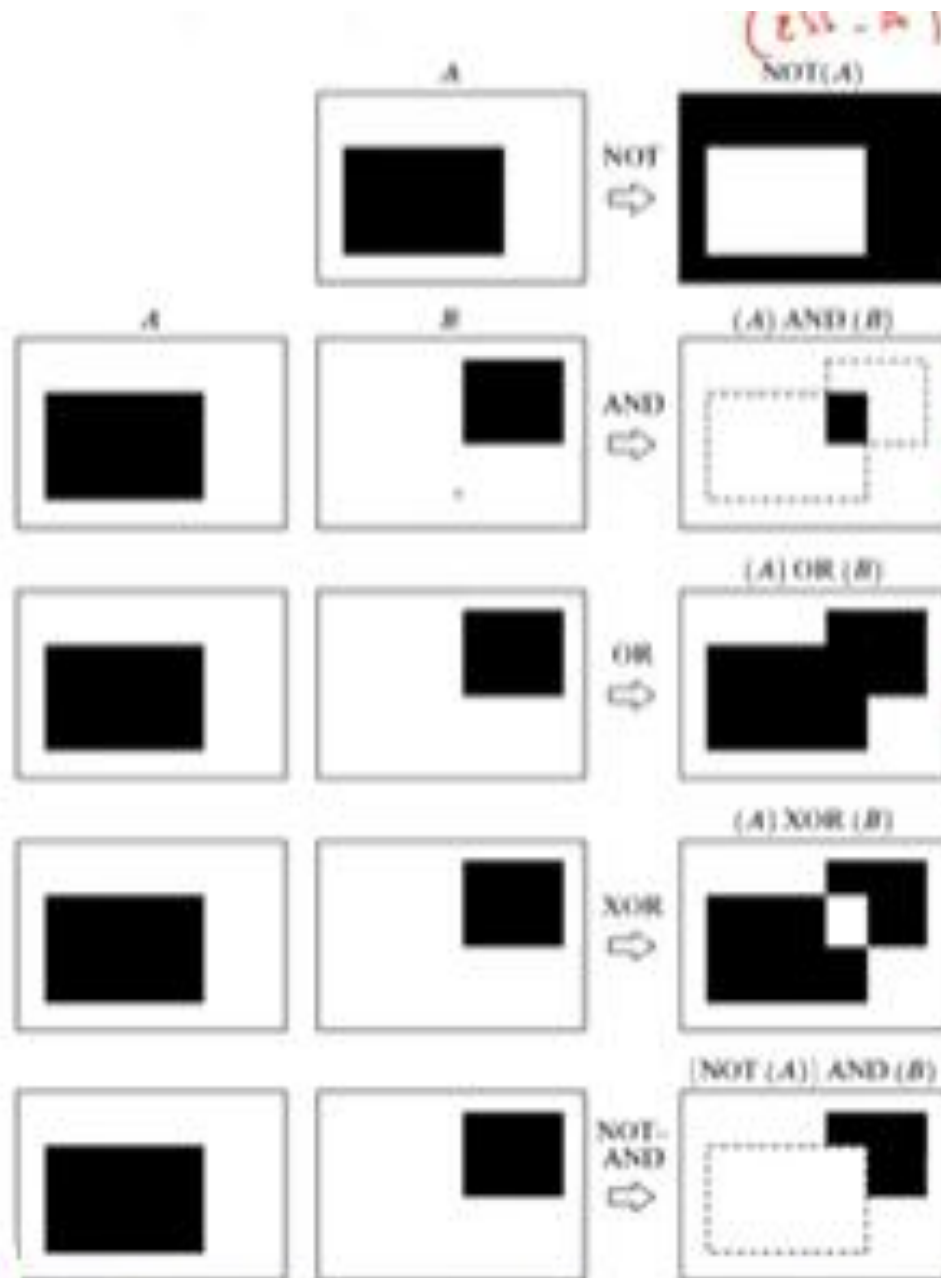 A
NOT(A)
NOT
A
B
(A) AND (B)
AND
(A) OR (B)
OR
(A) XOR (B)
XOR
[NOT (A)] AND (B)
NOT-
AND